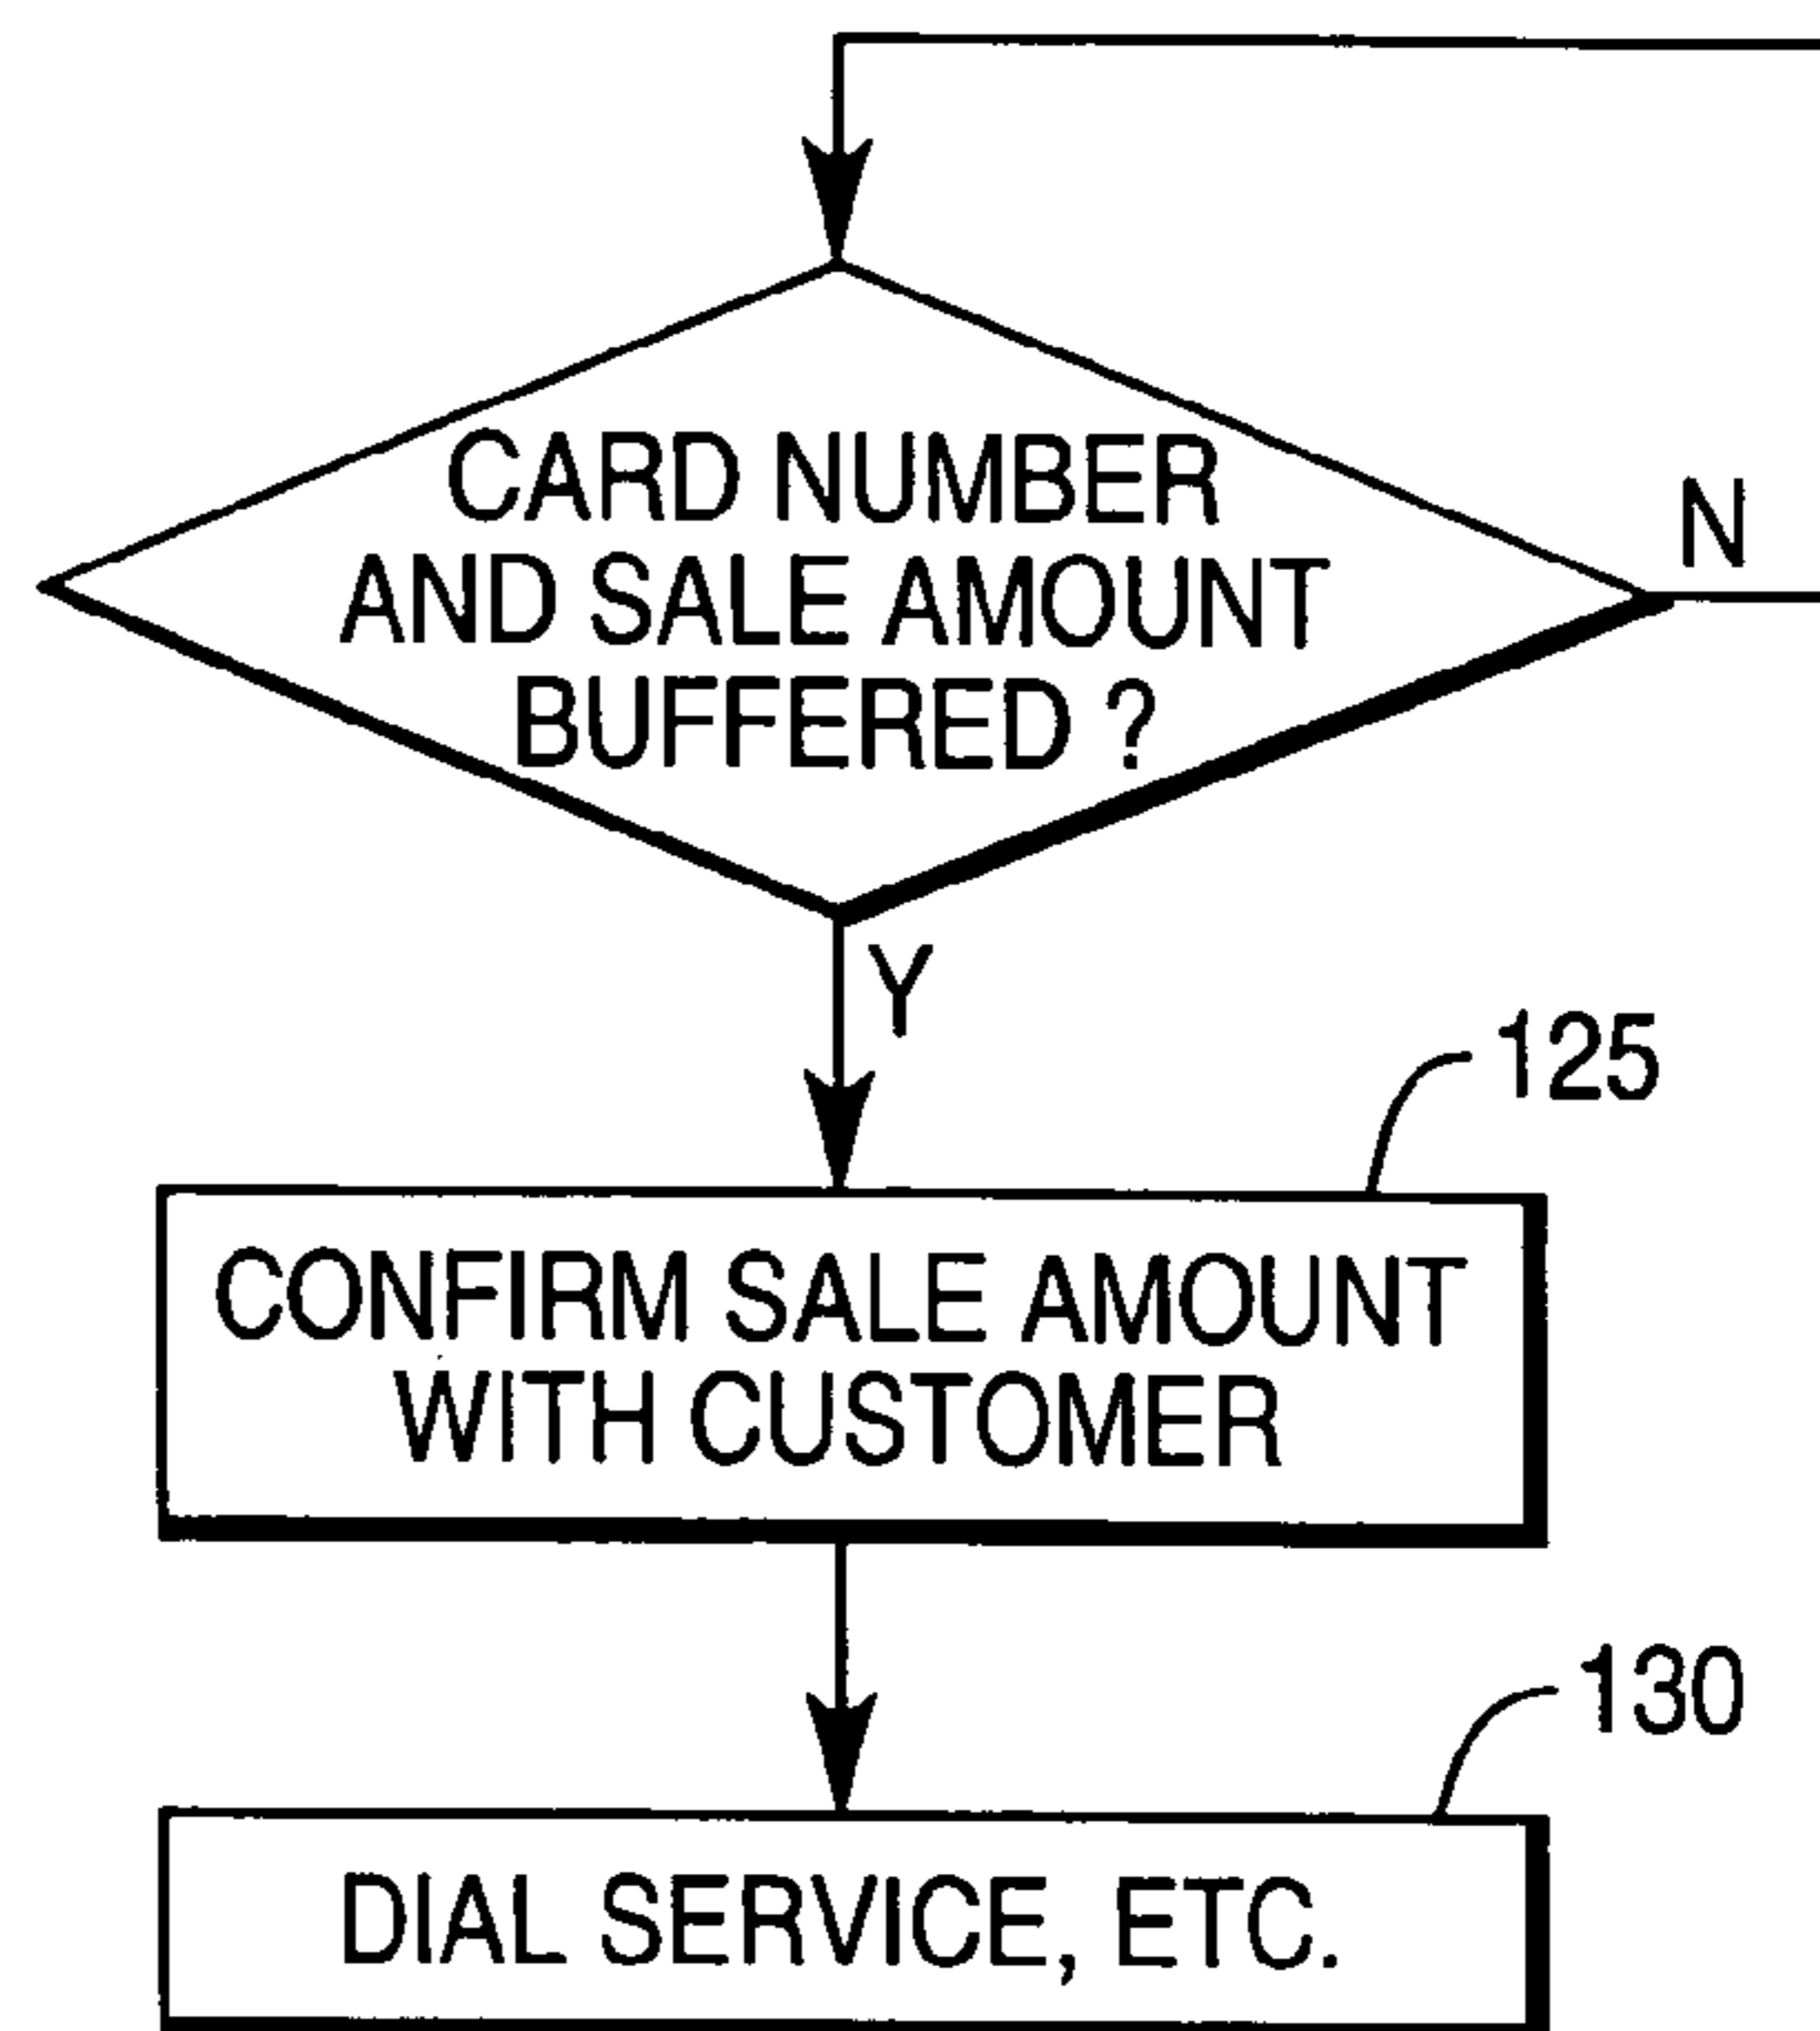 CARD NUMBER
AND SALE AMOUNT
BUFFERED ?
N
Y
125
CONFIRM SALE AMOUNT
WITH CUSTOMER
130
DIAL SERVICE, ETC.